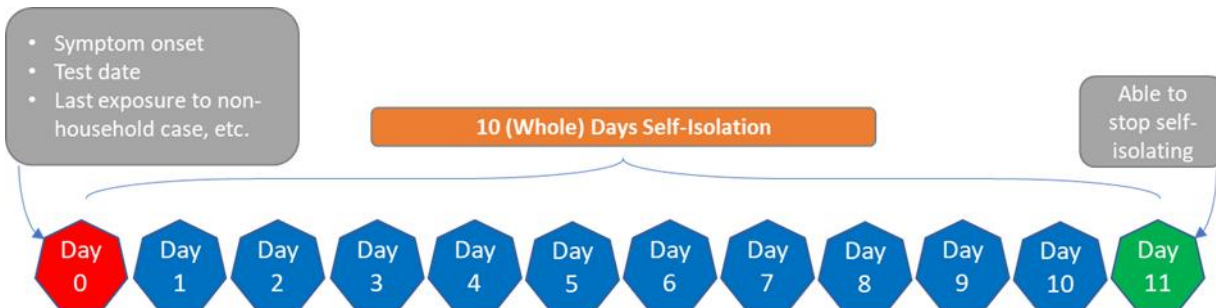 • Symptom onset
• Test date
• Last exposure to non-
household case, etc.
10 (Whole) Days Self-Isolation
Able to
stop self-
isolating
Day
0
Day
1
Day
2
Day
3
Day
4
Day
5
Day
6
Day
7
Day
8
Day
9
Day
10
Day
11